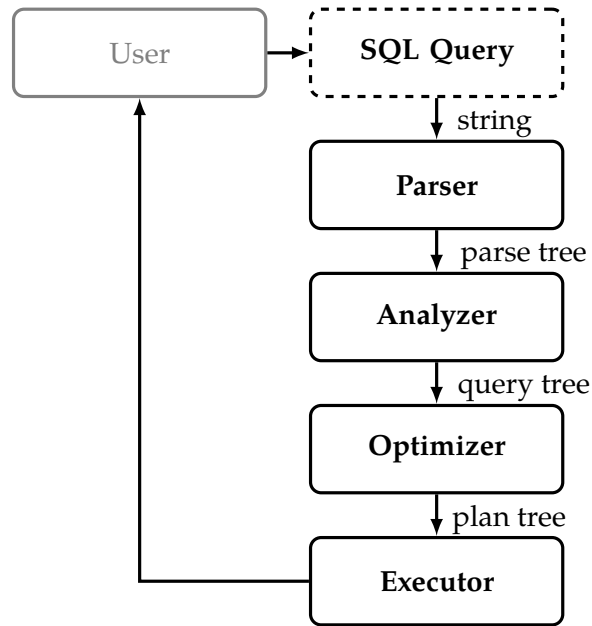 User
SQL Query
string
Parser
parse tree
Analyzer
query tree
Optimizer
plan tree
Executor